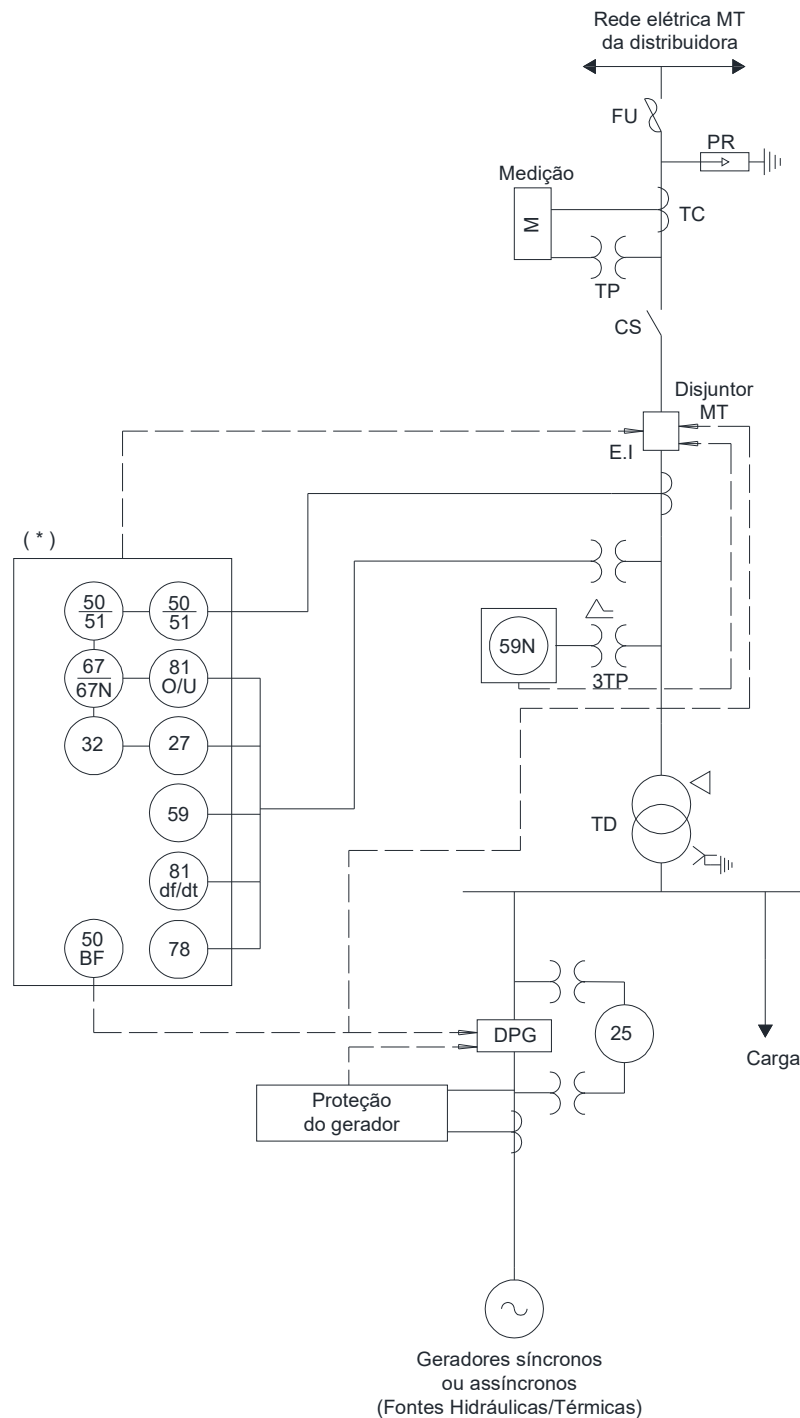 Rede elétrica MT
da distribuidora
FU
PR
Medição
M
TC
TP
CS
Disjuntor
MT
E.I
( * )
50
51
50
51
59N
67
67N
81
O/U
3TP
32
27
59
TD
81
df/dt
50
BF
78
DPG
25
Carga
Proteção
do gerador
Geradores síncronos
ou assíncronos
(Fontes Hidráulicas/Térmicas)